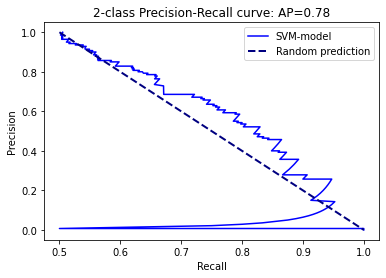 2-class Precision-Recall curve: AP=0.78
SVM-model
Random prediction
Precision
1.0
0.8
0.6
0.4
0.2
0.0
0.5 0.6 0.7 0.8 0.9 1.0
Recall